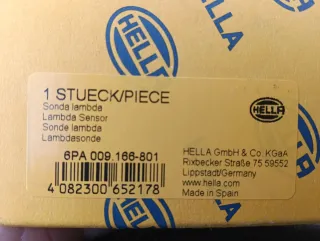 HELLA
1 STUECK/PIECE
Sonda lambda
Lambda Sensor
Sonde lambda
Lambdasonde
HELLA
6PA 009.166-801
4 082300 652178
HELLA GmbH & Co. KGaA
Rixbecker Straße 75 59552
Lippstadt/Germany
www.hella.com
Made in Spain